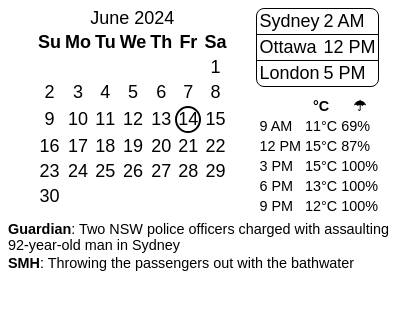 June 2024
Su Mo Tu We Th Fr Sa
1
2 3 4 5 6 7 8
9 10 11 12 13 14 15
16 17 18 19 20 21 22
23 24 25 26 27 28 29
30
Sydney 2 AM
Ottawa 12 PM
London 5 PM
°C ☂
9 AM 11°C 69%
12 PM 15°C 87%
3 PM 15°C 100%
6 PM 13°C 100%
9 PM 12°C 100%
Guardian: Two NSW police officers charged with assaulting
92-year-old man in Sydney
SMH: Throwing the passengers out with the bathwater